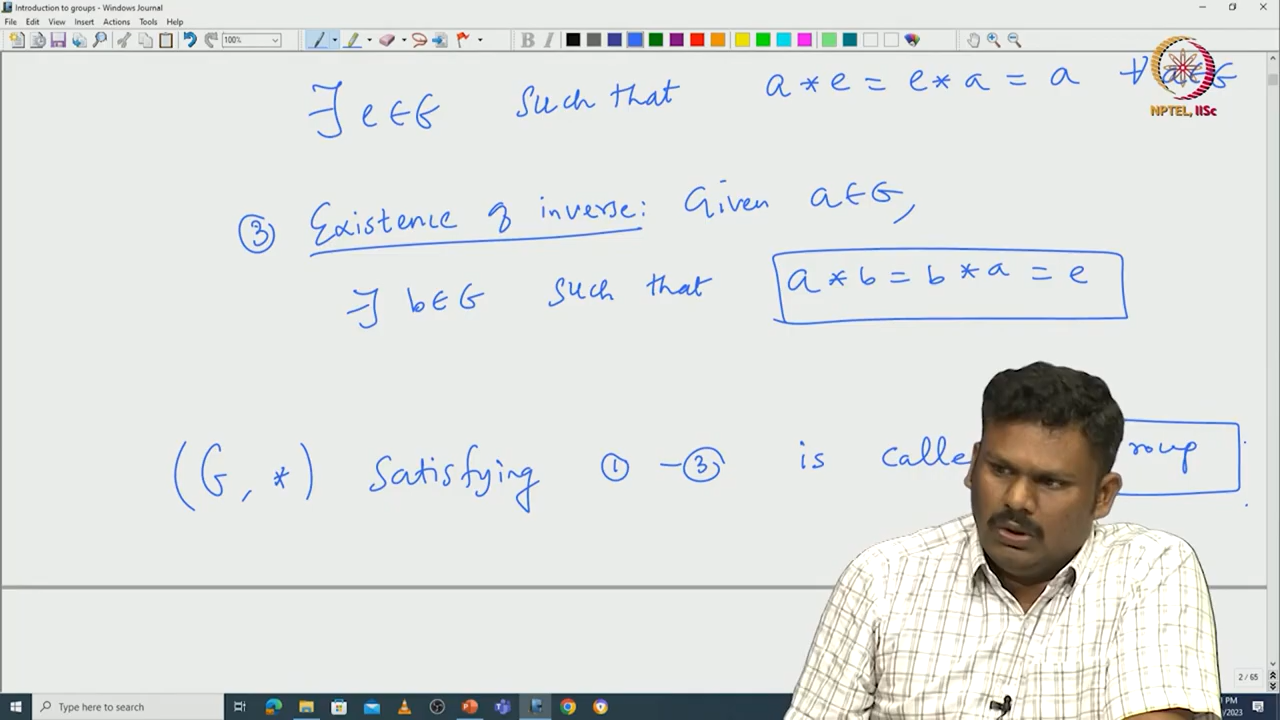 Introduction to groups - Windows Journal
File Edit View Insert Actions Tools Help
100%
B I
∃ e ∈ G such that a * e = e * a = a ∀ a ∈ G
NPTEL, IISc
③ Existence of inverse: Given a ∈ G,
∃ b ∈ G such that a * b = b * a = e
(G, *) Satisfying ① - ③ is calle roup
2 / 65
Type here to search
PM
/2023